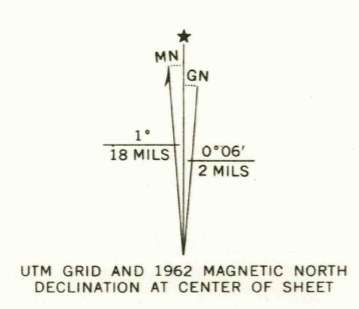 ★
MN
GN
1°
18 MILS
0°06′
2 MILS
UTM GRID AND 1962 MAGNETIC NORTH
DECLINATION AT CENTER OF SHEET